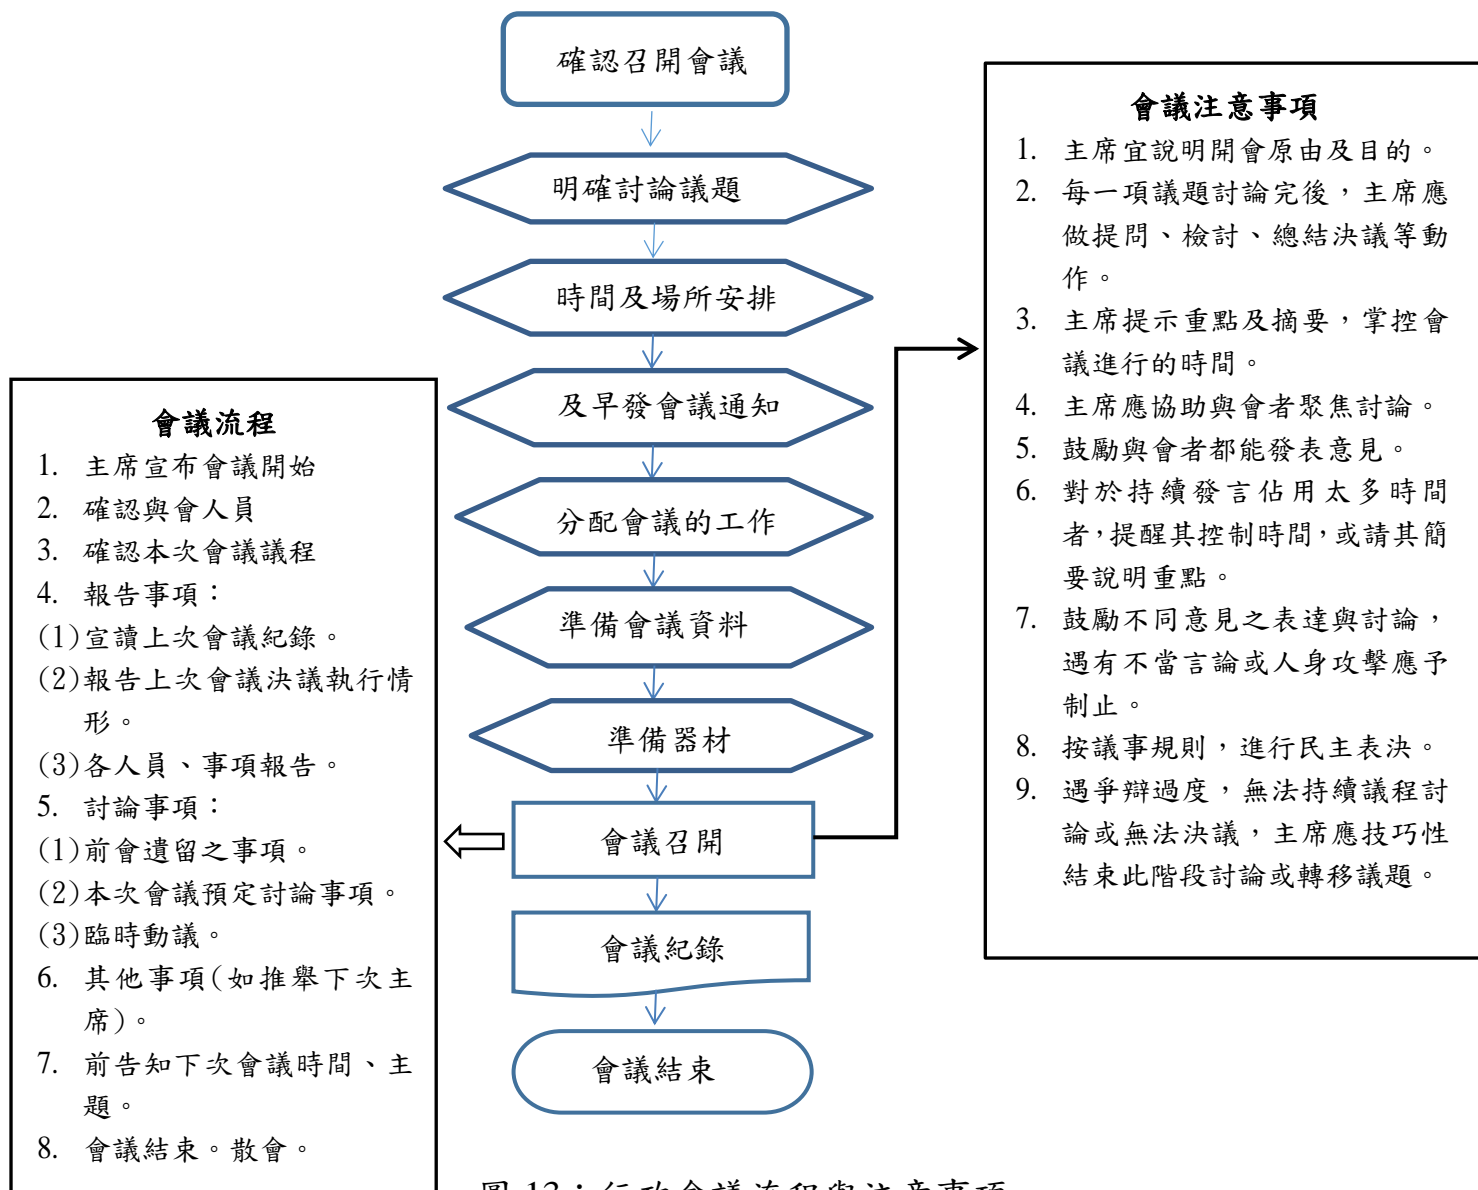 確認召開會議
明確討論議題
時間及場所安排
及早發會議通知
分配會議的工作
準備會議資料
準備器材
會議召開
會議紀錄
會議結束
會議流程
1. 主席宣布會議開始
2. 確認與會人員
3. 確認本次會議議程
4. 報告事項：
(1)宣讀上次會議紀錄。
(2)報告上次會議決議執行情
形。
(3)各人員、事項報告。
5. 討論事項：
(1)前會遺留之事項。
(2)本次會議預定討論事項。
(3)臨時動議。
6. 其他事項(如推舉下次主
席)。
7. 前告知下次會議時間、主
題。
8. 會議結束。散會。
會議注意事項
1. 主席宜說明開會原由及目的。
2. 每一項議題討論完後，主席應
做提問、檢討、總結決議等動
作。
3. 主席提示重點及摘要，掌控會
議進行的時間。
4. 主席應協助與會者聚焦討論。
5. 鼓勵與會者都能發表意見。
6. 對於持續發言佔用太多時間
者，提醒其控制時間，或請其簡
要說明重點。
7. 鼓勵不同意見之表達與討論，
遇有不當言論或人身攻擊應予
制止。
8. 按議事規則，進行民主表決。
9. 遇爭辯過度，無法持續議程討
論或無法決議，主席應技巧性
結束此階段討論或轉移議題。
圖 13：行政會議流程與注意事項